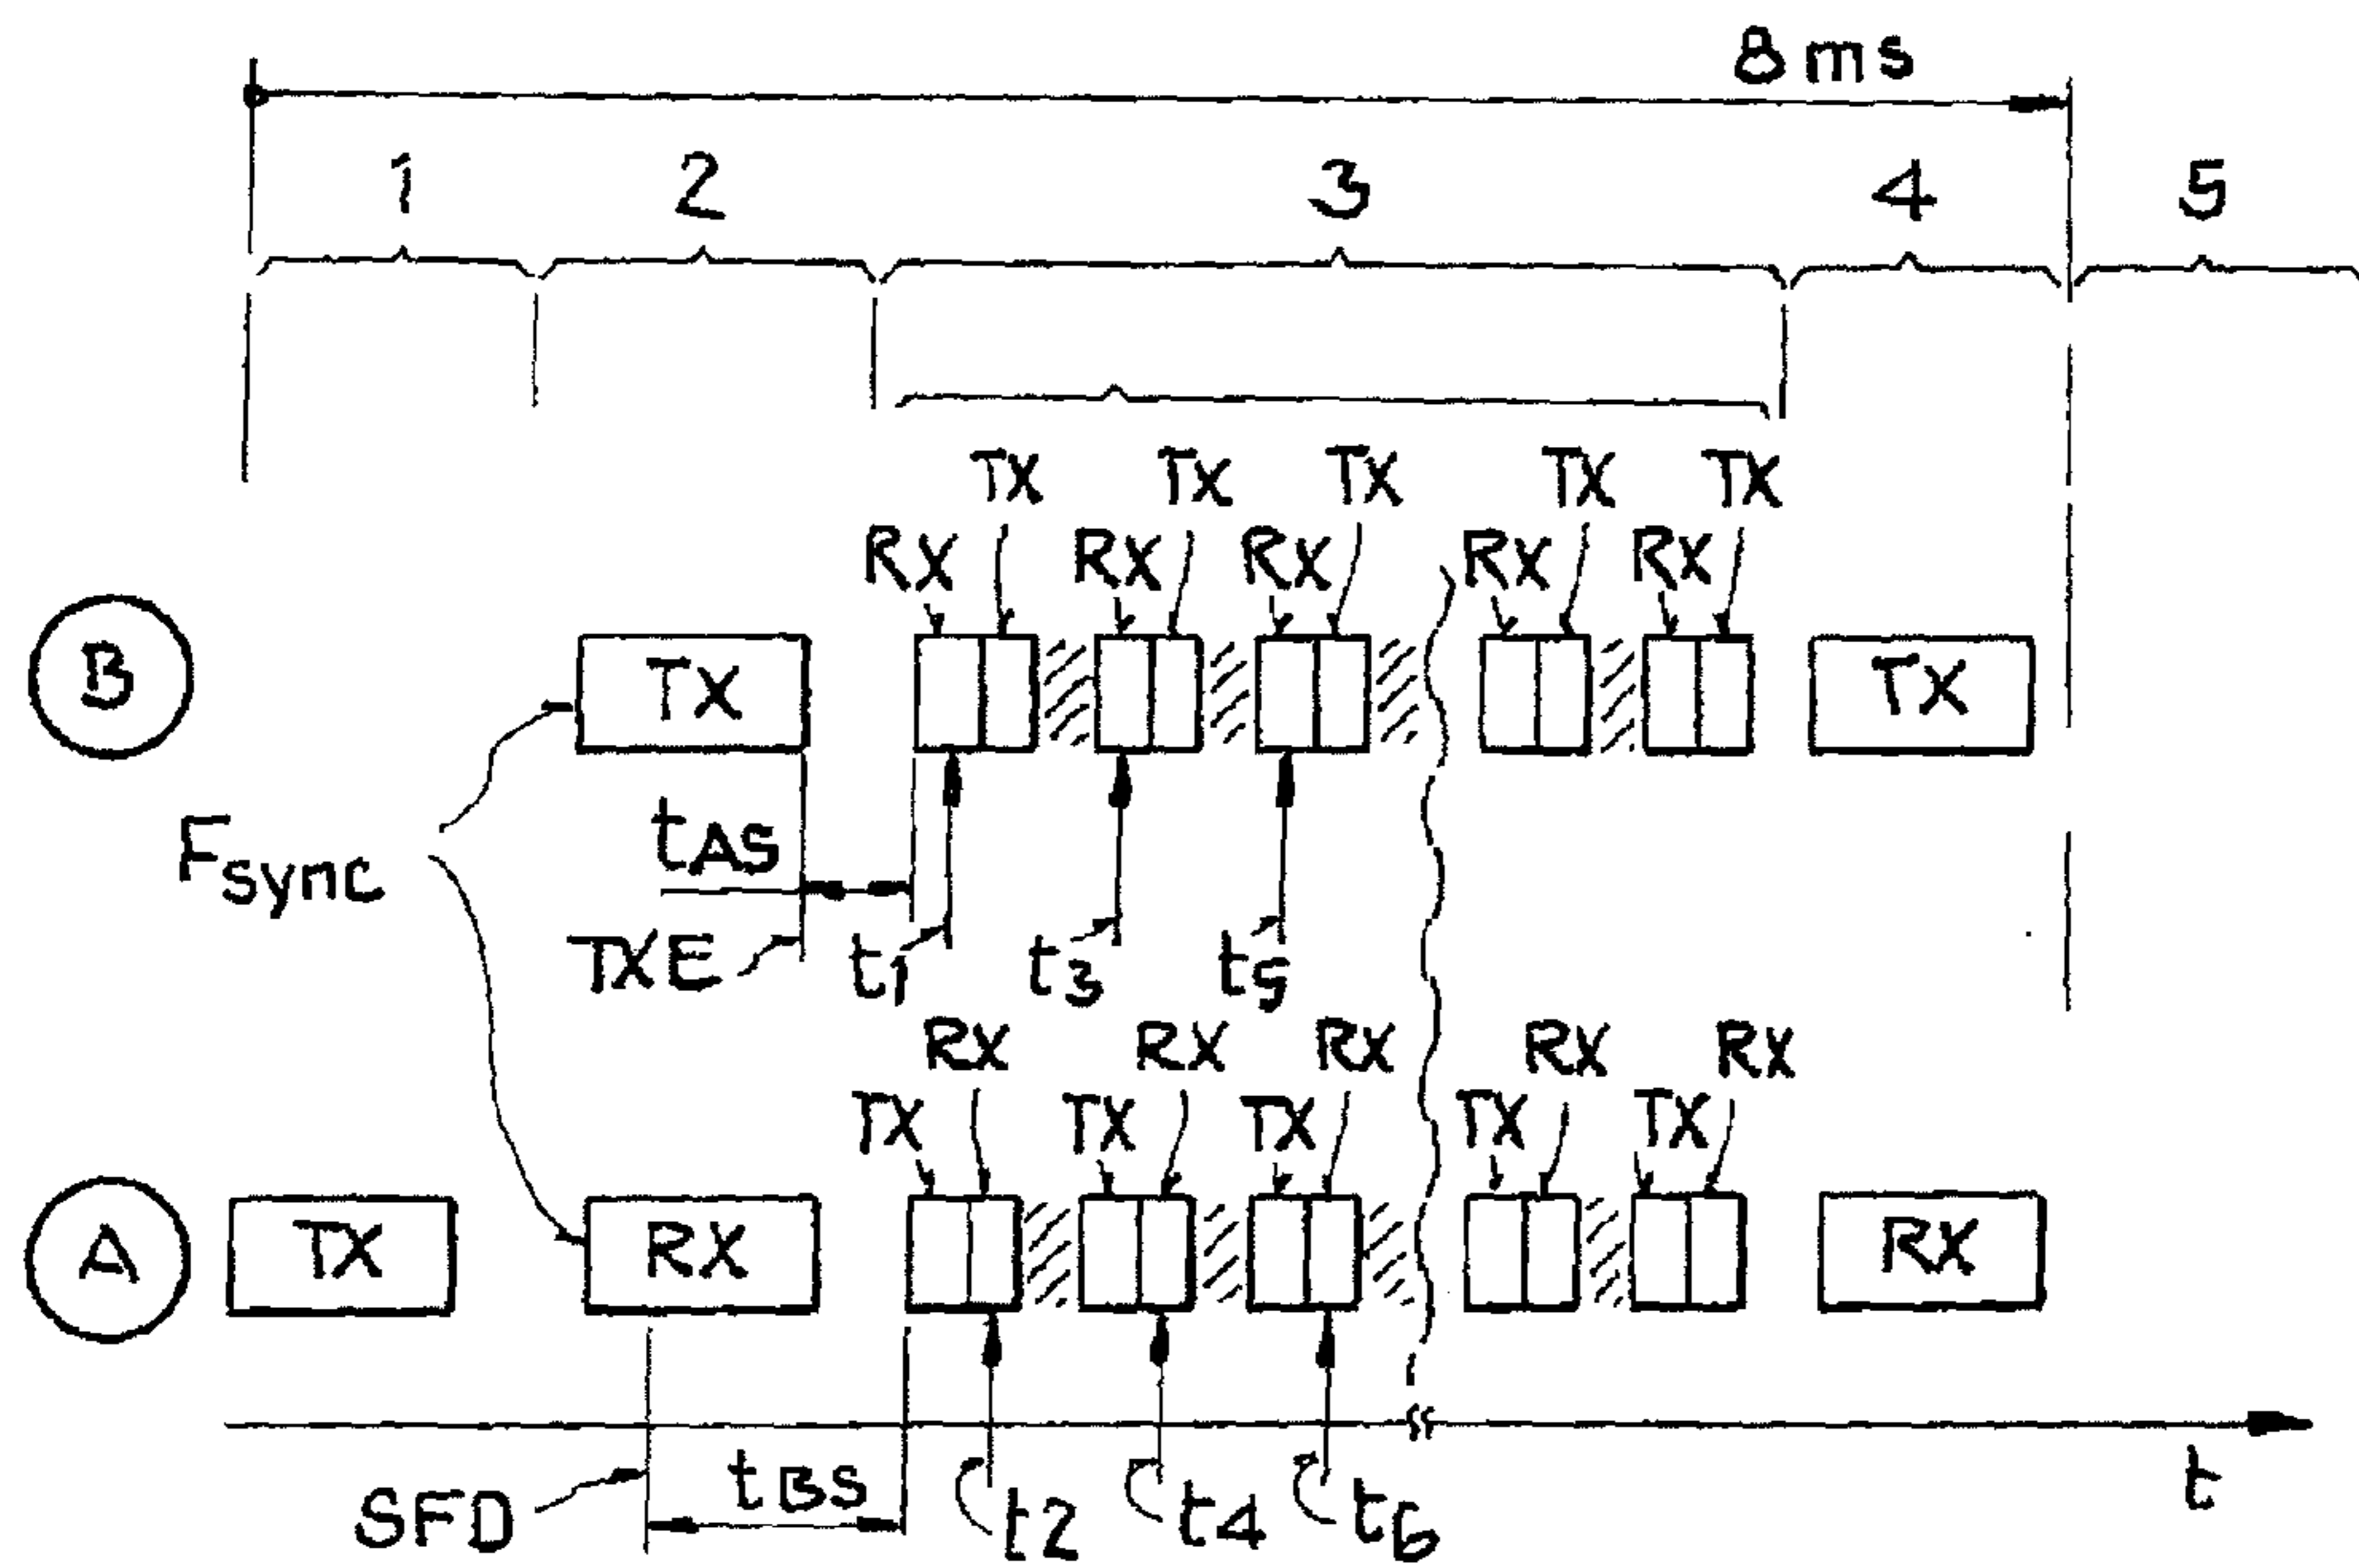 8 ms
1 2 3 4 5
TX TX TX TX TX
RX RX RX RX RX
B TX TX
tAS
Fsync
TXE t1 t3 t5
RX RX RX RX RX
TX TX TX TX TX
A TX RX RX
SFD tBS t2 t4 t6 t